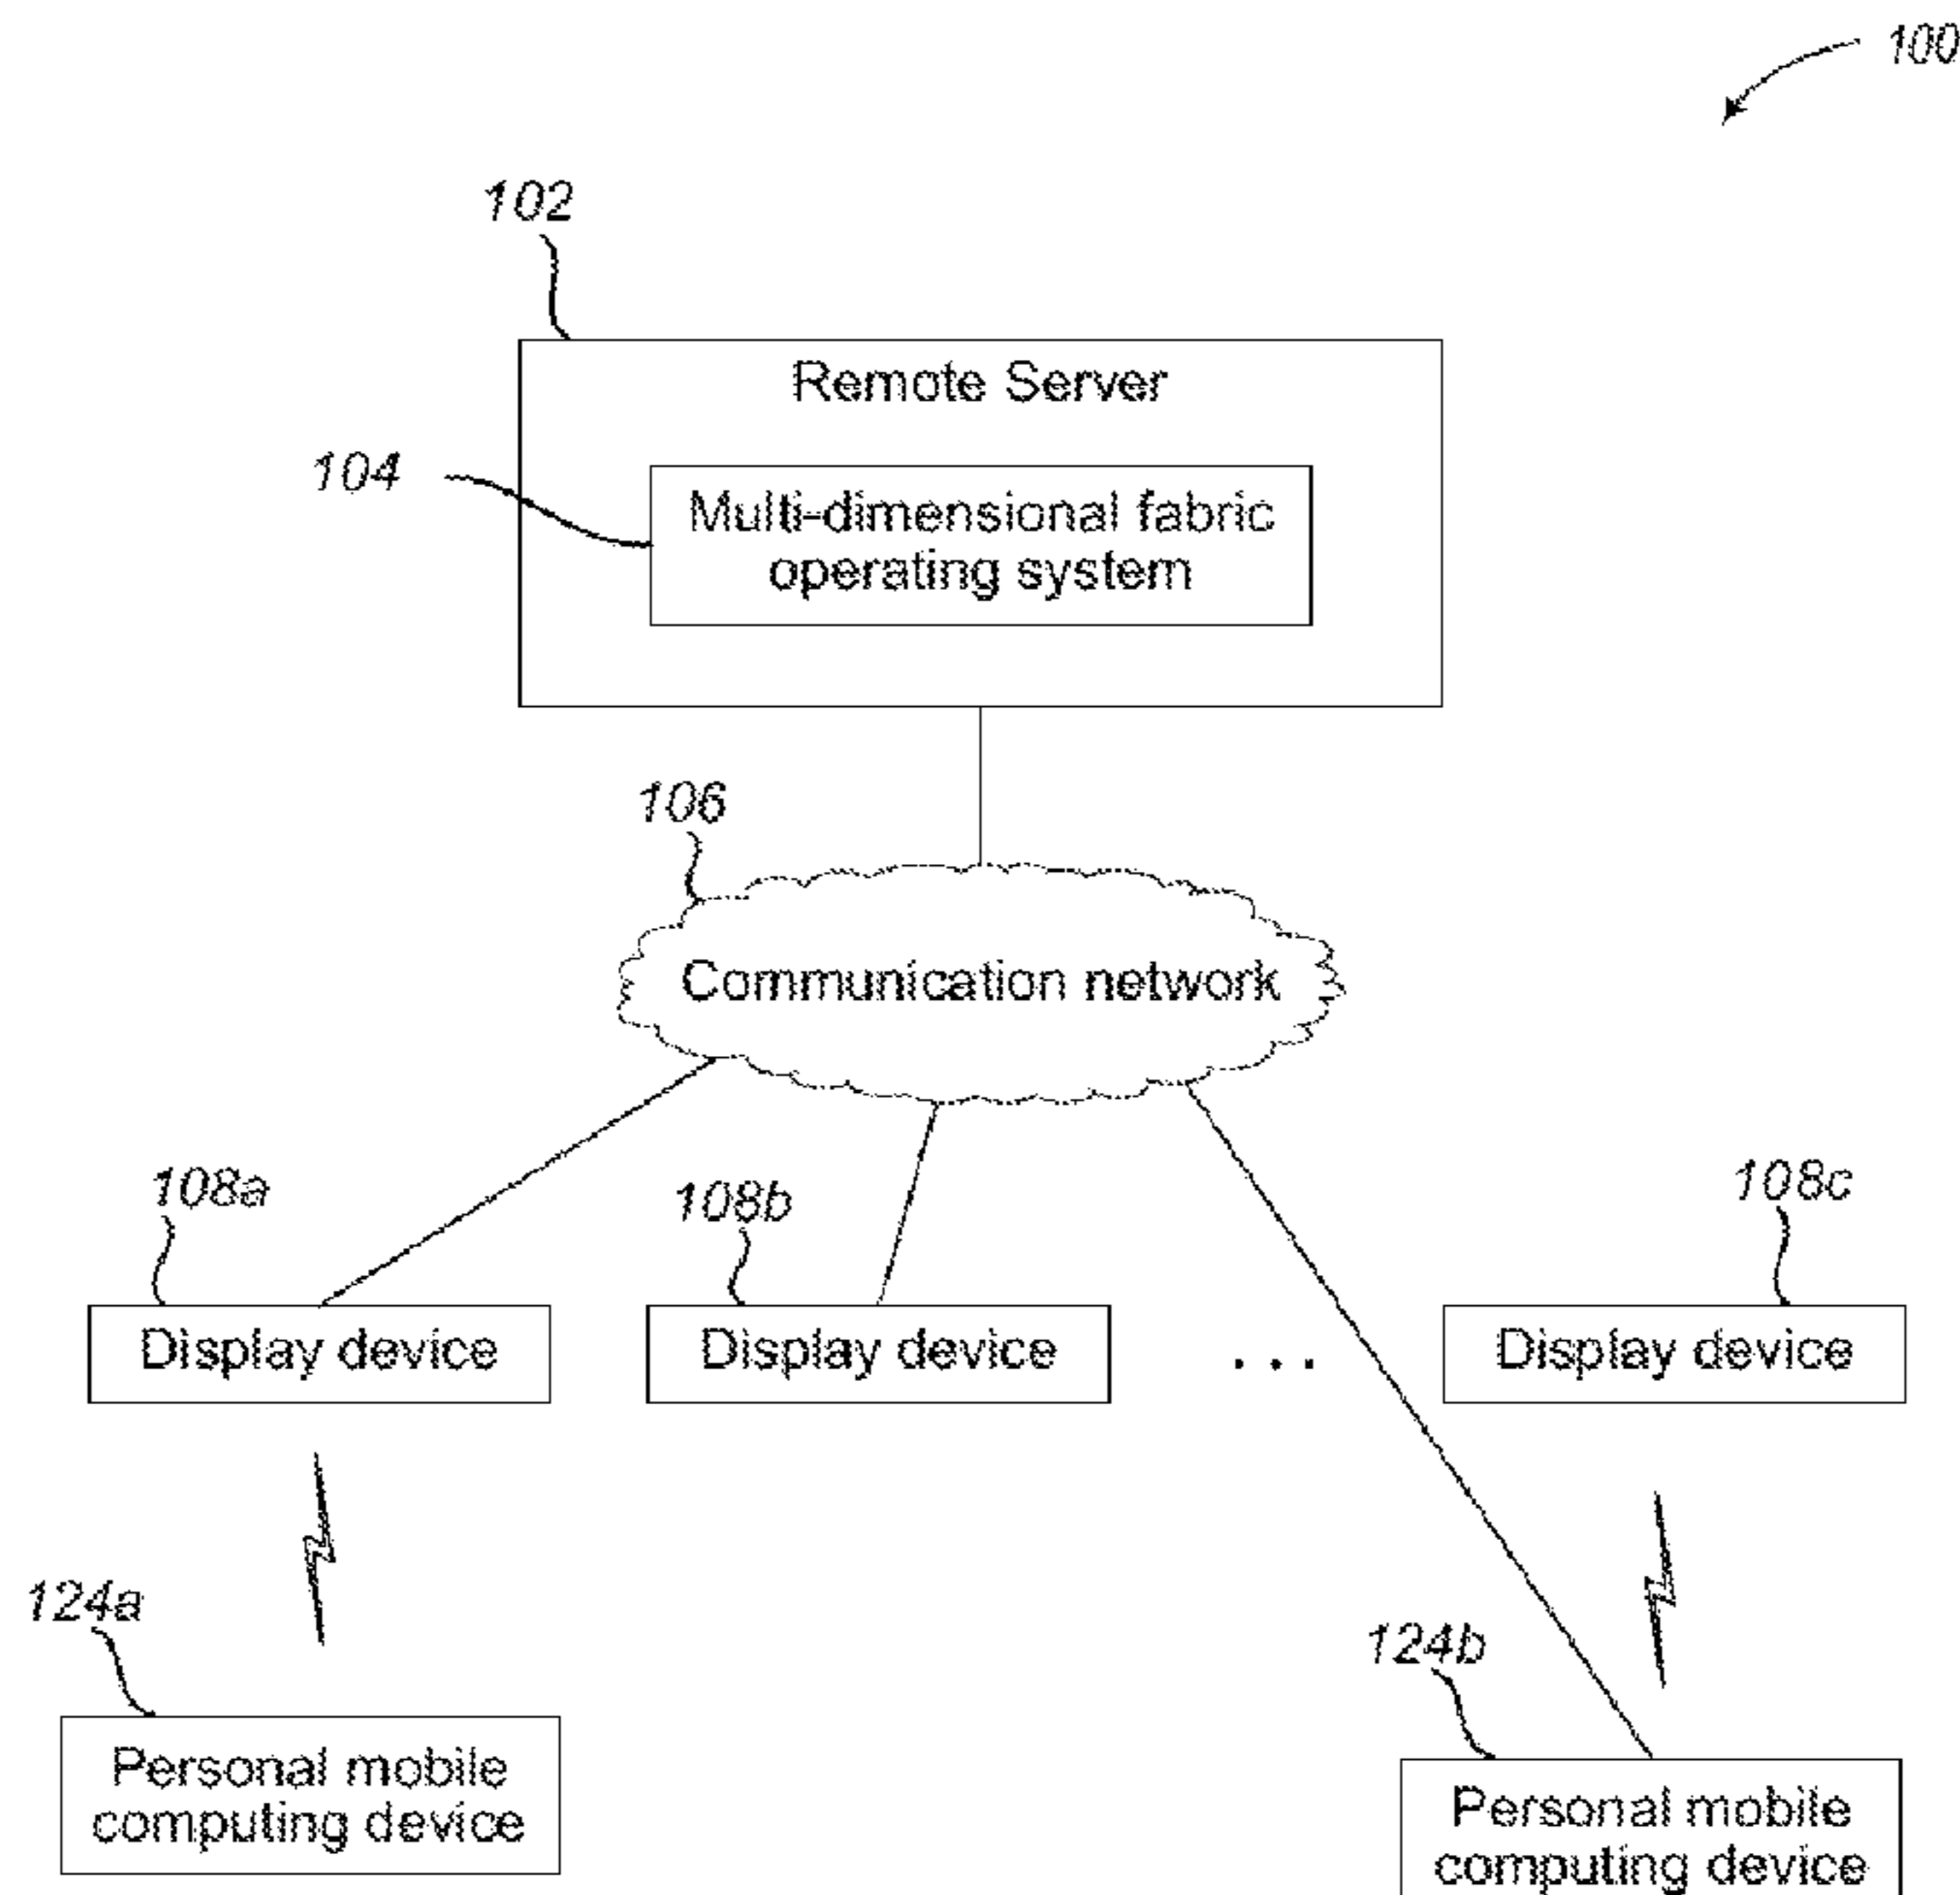 100
102
Remote Server
104
Multi-dimensional fabric
operating system
106
Communication network
108a
108b
108c
Display device
Display device
. . .
Display device
124a
124b
Personal mobile
computing device
Personal mobile
computing device